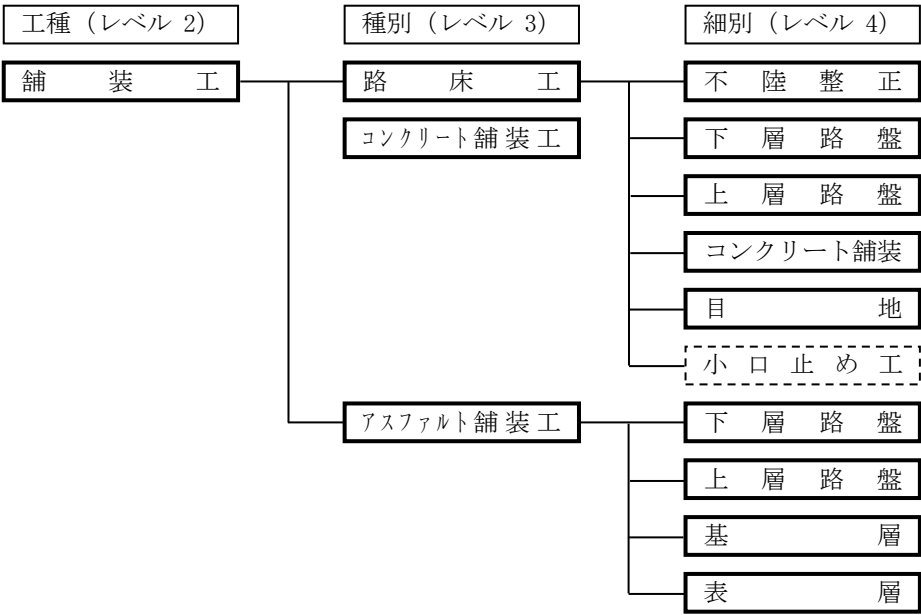 工種（レベル 2） 種別（レベル 3） 細別（レベル 4）
舗装工 路床工 不陸整正
ｺﾝｸﾘｰﾄ舗装工 下層路盤
上層路盤
コンクリート舗装
目地
小口止め工
ｱｽﾌｧﾙﾄ舗装工 下層路盤
上層路盤
基層
表層